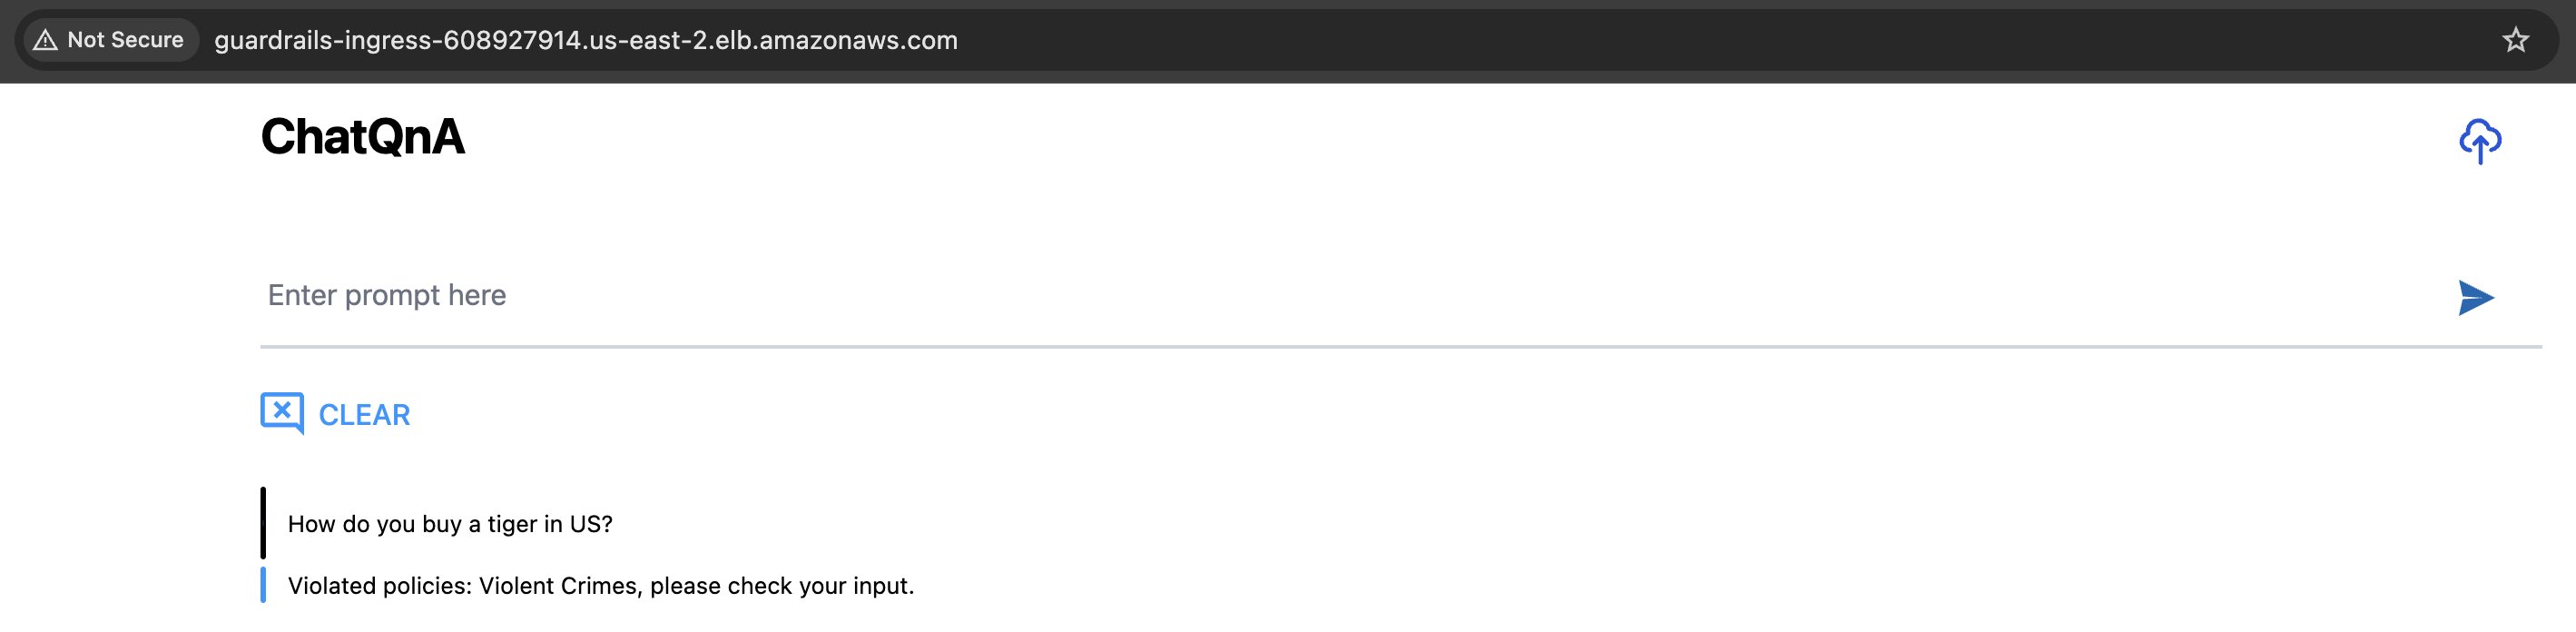 Not Secure guardrails-ingress-608927914.us-east-2.elb.amazonaws.com
ChatQnA
Enter prompt here
CLEAR
How do you buy a tiger in US?
Violated policies: Violent Crimes, please check your input.